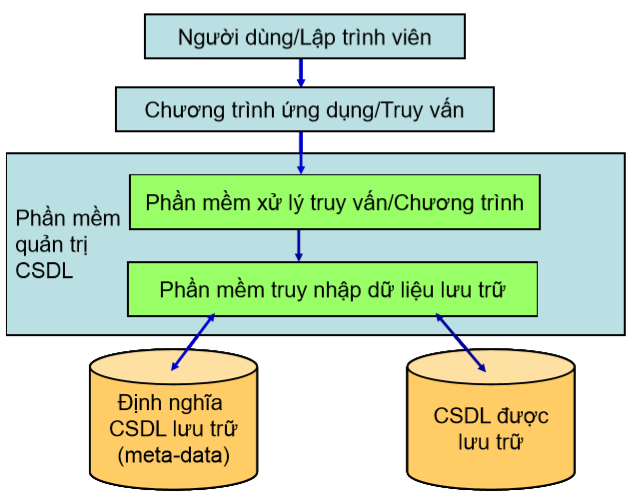 Người dùng/Lập trình viên
Chương trình ứng dụng/Truy vấn
Phần mềm
quản trị
CSDL
Phần mềm xử lý truy vấn/Chương trình
Phần mềm truy nhập dữ liệu lưu trữ
Định nghĩa
CSDL lưu trữ
(meta-data)
CSDL được
lưu trữ